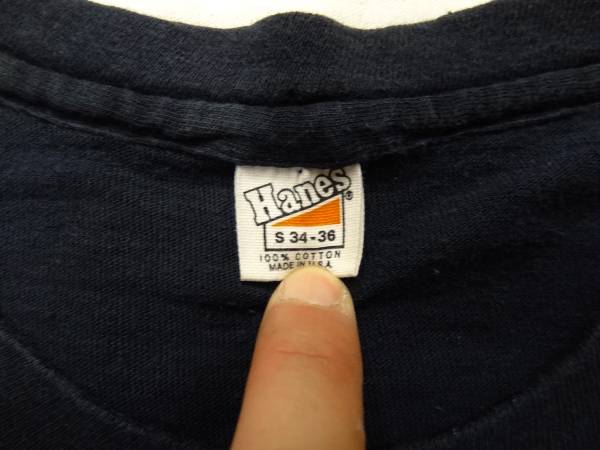 Hanes®
S 34-36
100% COTTON
MADE IN U.S.A.